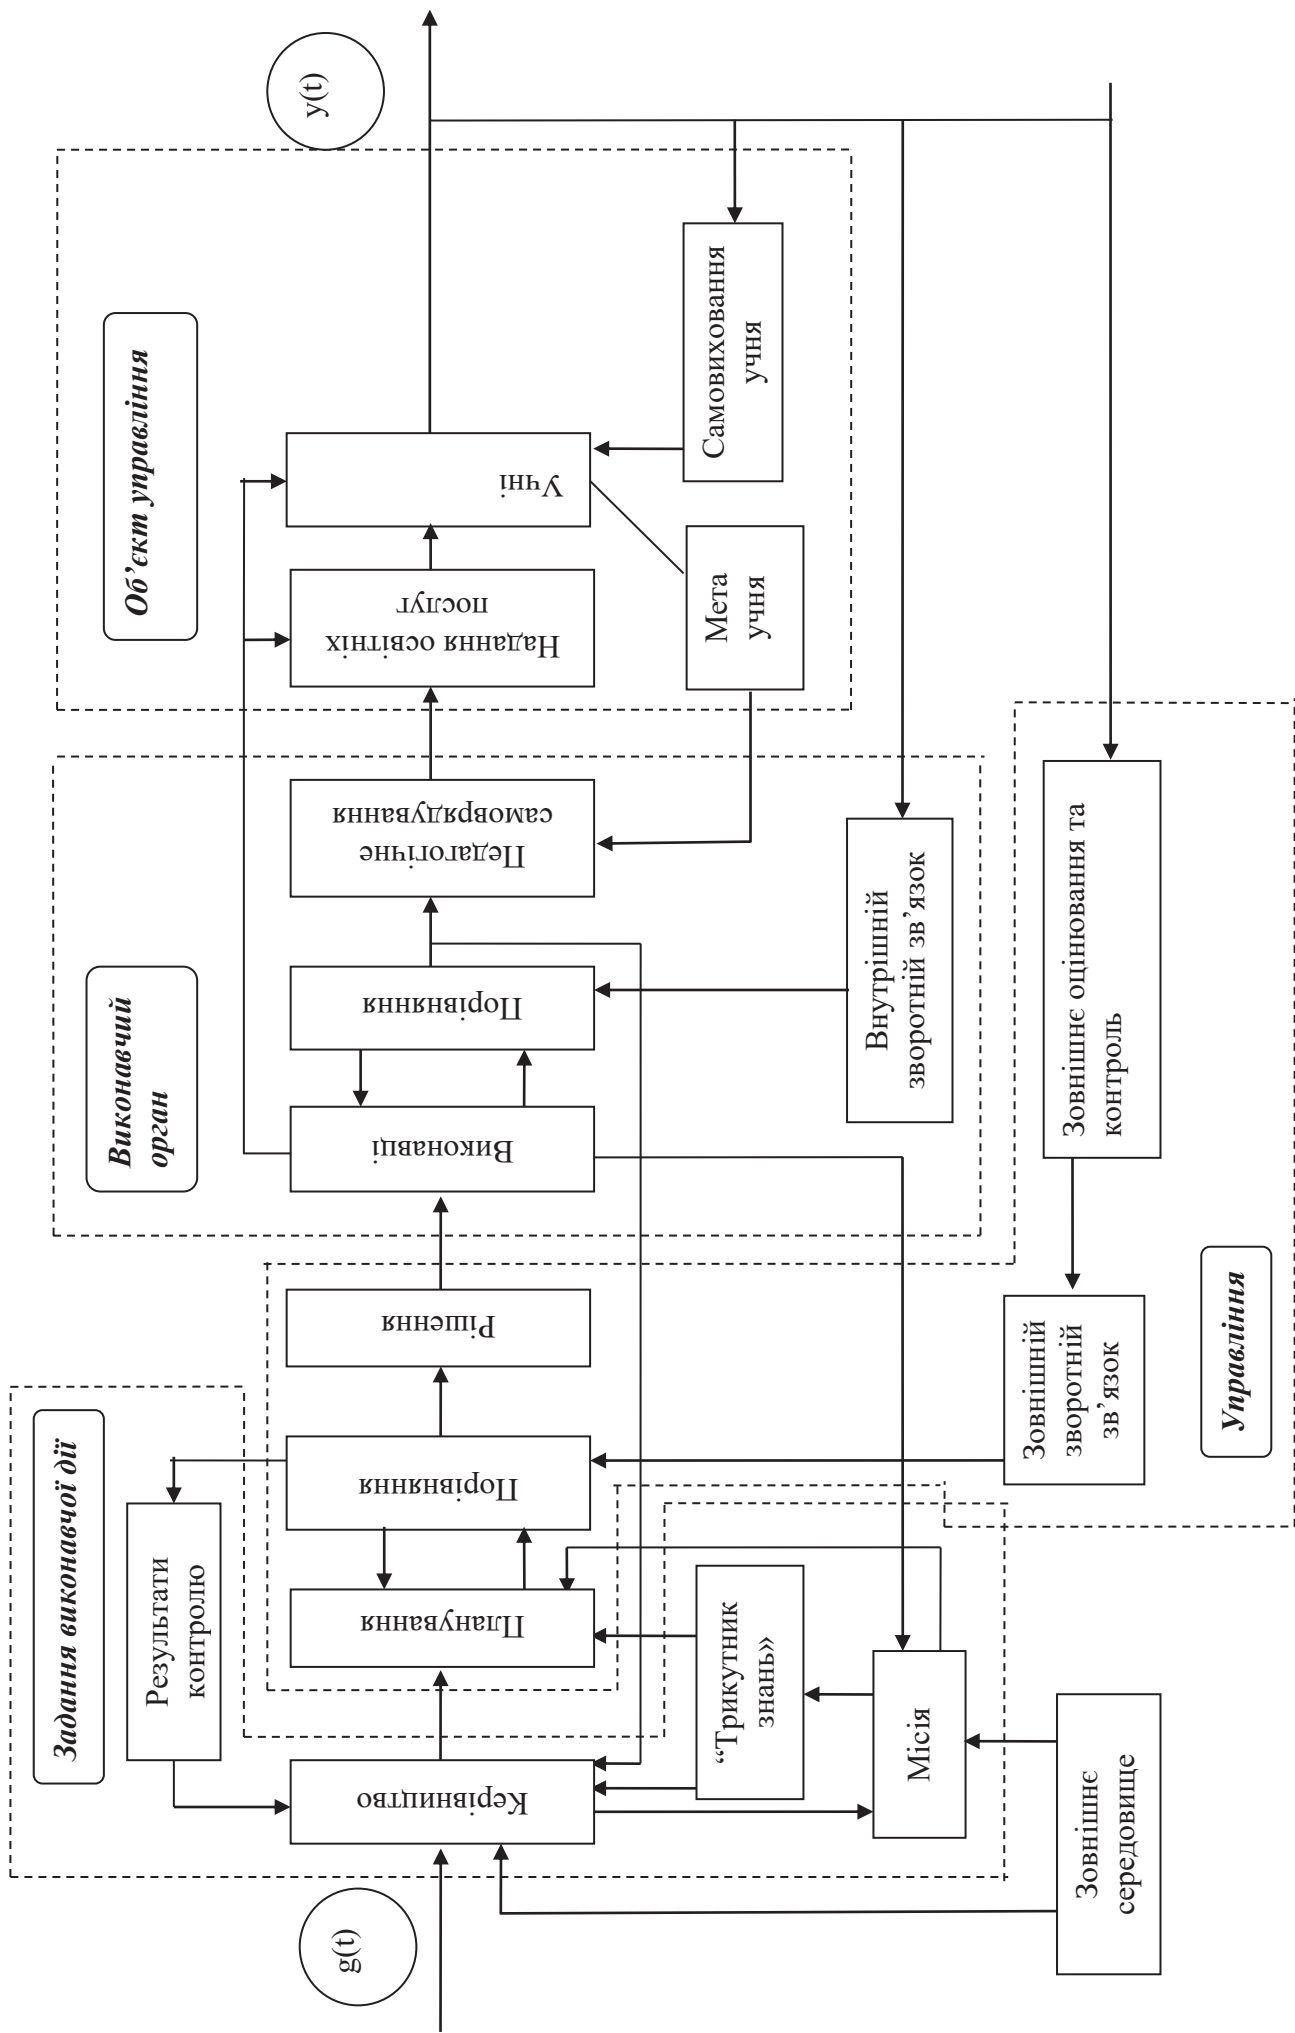 Задання виконавчої дії
Виконавчий
орган
Об’єкт управління
Результати
контролю
g(t)
y(t)
Керівництво
Планування
Порівняння
Рішення
Виконавці
Порівняння
Педагогічне
самоврядування
Надання освітніх
послуг
Учні
“Трикутник
знань»
Мета
учня
Самовиховання
учня
Місія
Внутрішній
зворотній зв’язок
Зовнішнє
середовище
Зовнішній
зворотній
зв’язок
Зовнішнє оцінювання та
контроль
Управління